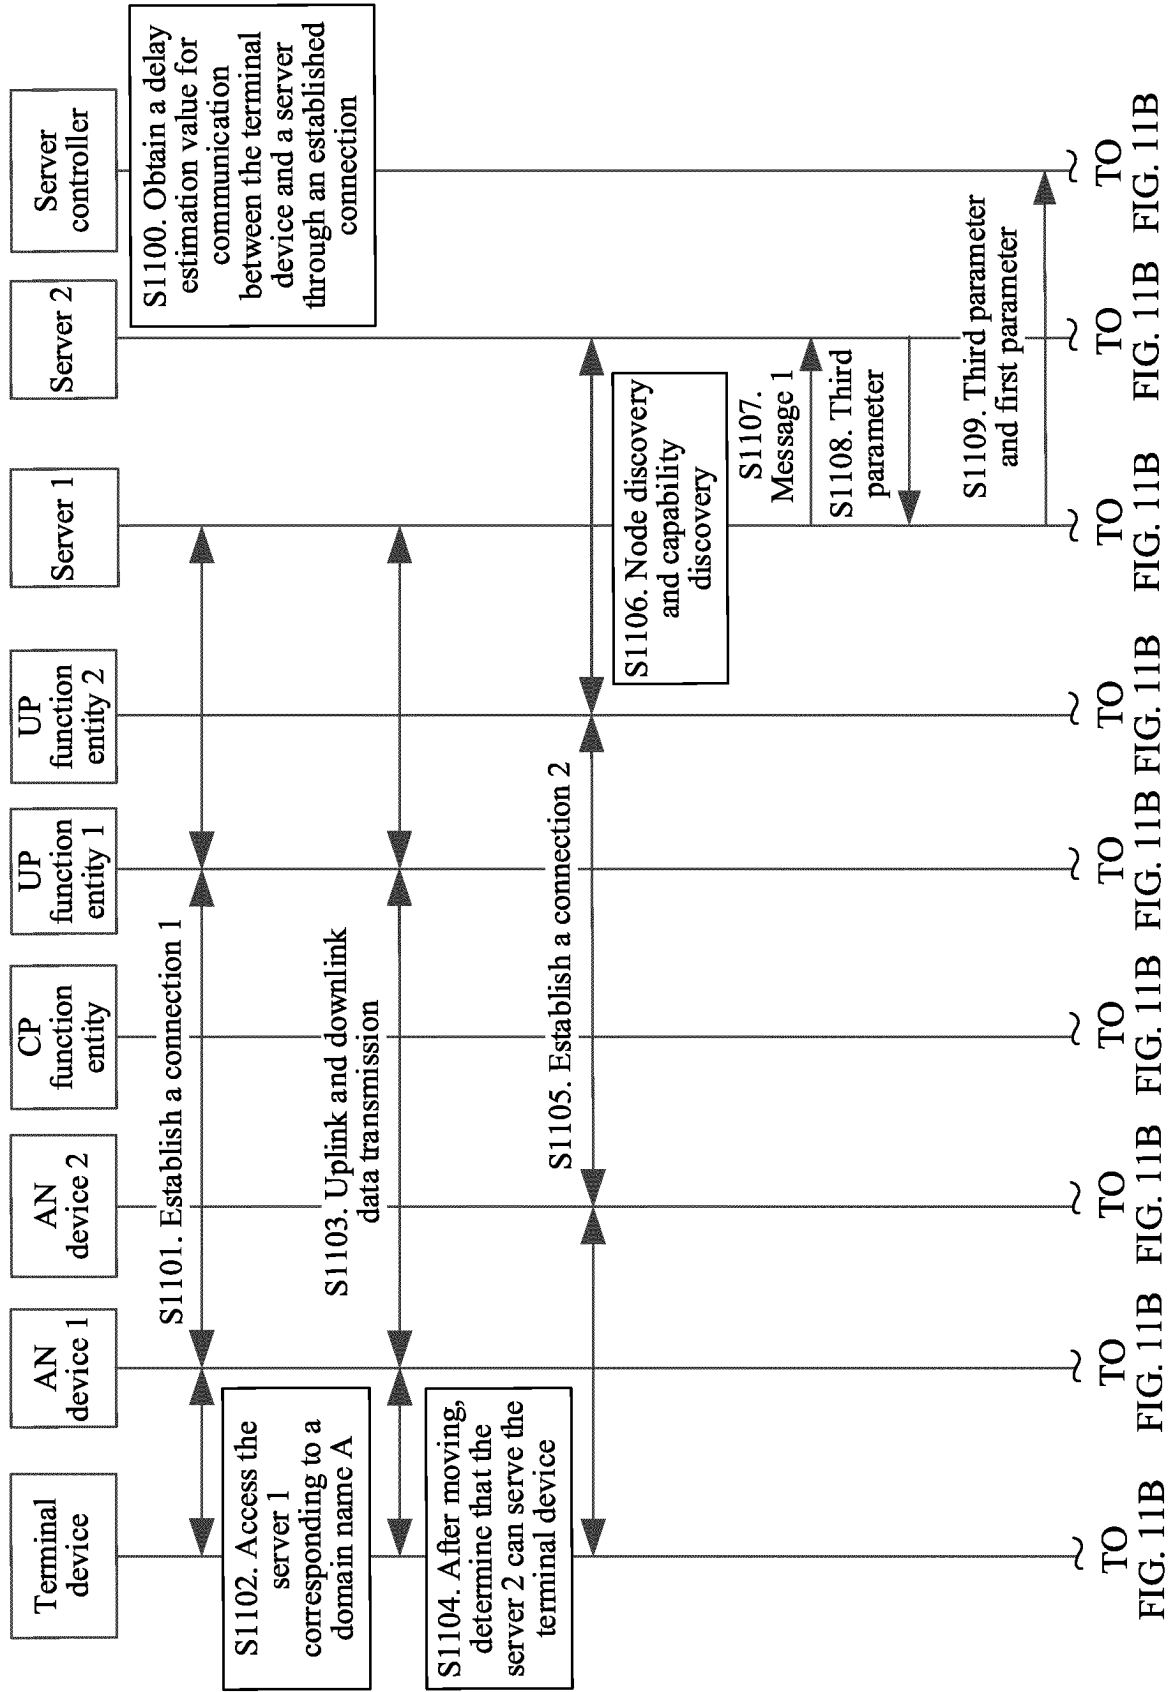 Terminal
device
AN
device 1
AN
device 2
CP
function
entity
UP
function
entity 1
UP
function
entity 2
Server 1
Server 2
Server
controller
S1100. Obtain a delay
estimation value for
communication
between the terminal
device and a server
through an established
connection
S1101. Establish a connection 1
S1102. Access the
server 1
corresponding to a
domain name A
S1103. Uplink and downlink
data transmission
S1104. After moving,
determine that the
server 2 can serve the
terminal device
S1105. Establish a connection 2
S1106. Node discovery
and capability
discovery
S1107.
Message 1
S1108. Third
parameter
S1109. Third parameter
and first parameter
TO
FIG. 11B
TO
FIG. 11B
TO
FIG. 11B
TO
FIG. 11B
TO
FIG. 11B
TO
FIG. 11B
TO
FIG. 11B
TO
FIG. 11B
TO
FIG. 11B